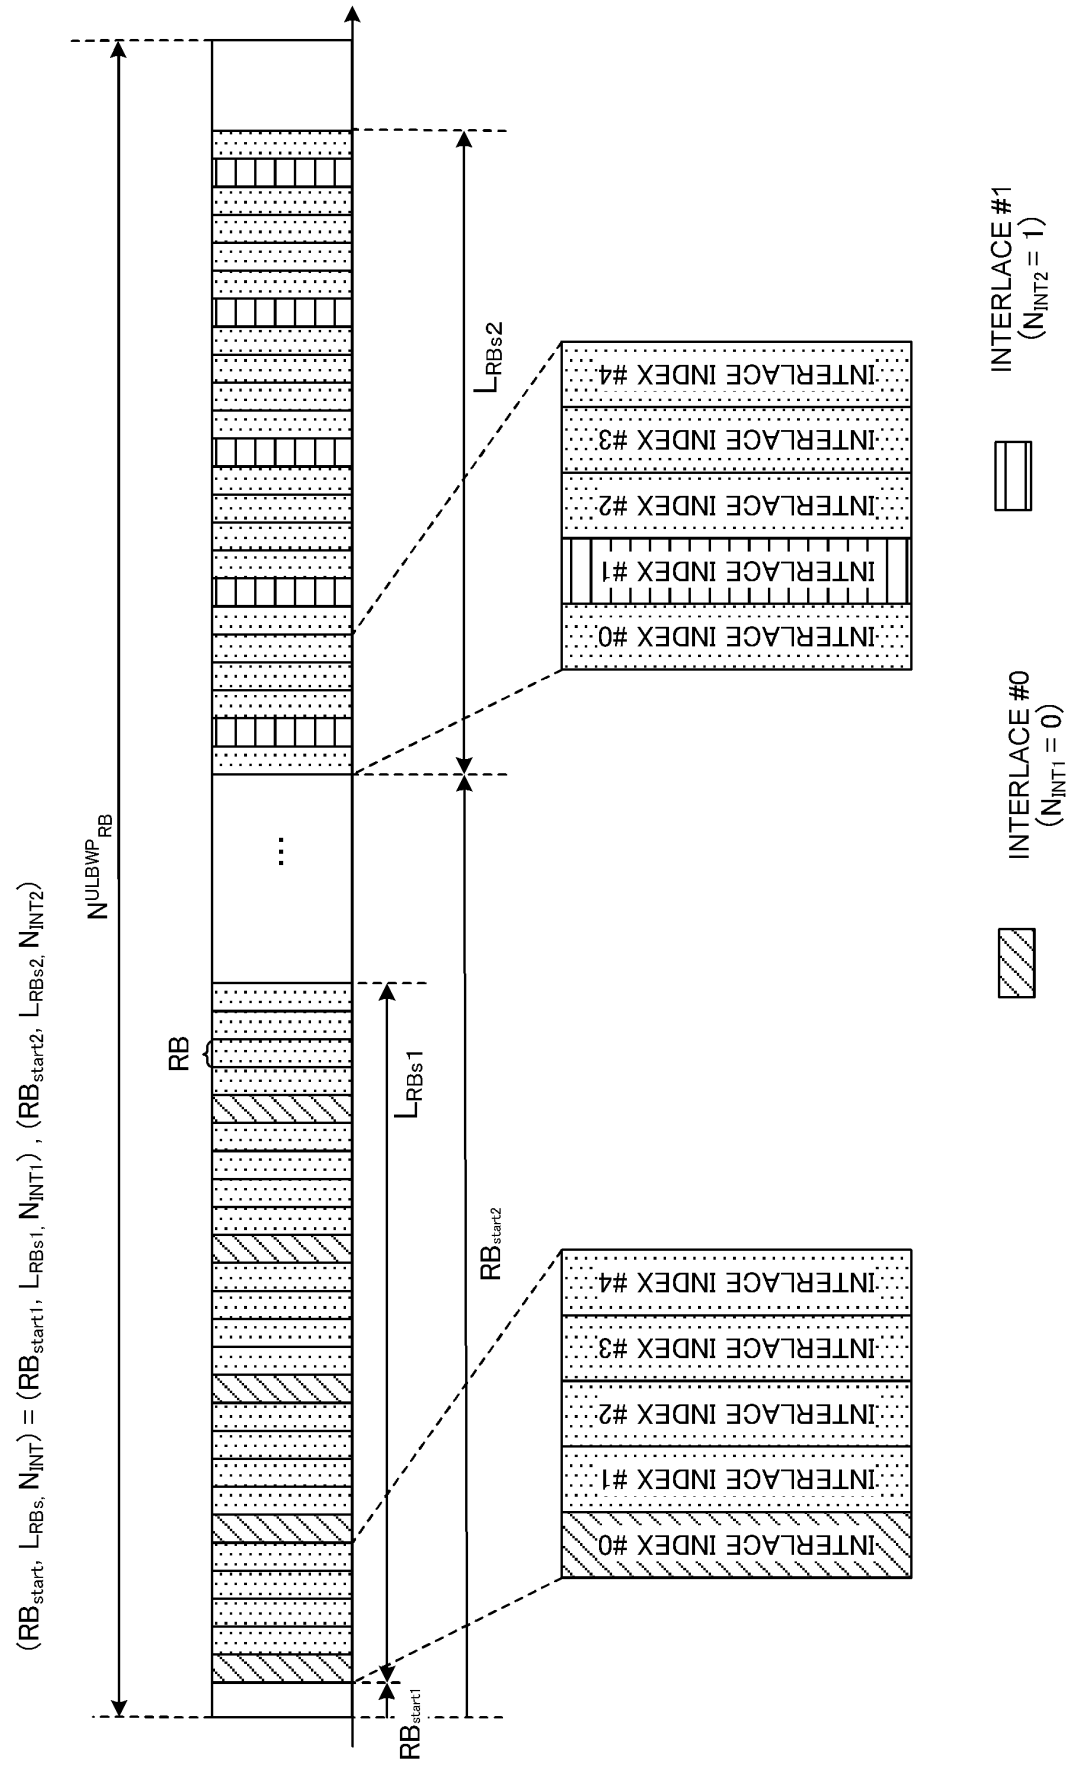 (RBstart, LRBs, NINT) = (RBstart1, LRBs1, NINT1) , (RBstart2, LRBs2, NINT2)
N^ULBWP_RB
RB
...
RBstart1
LRBs1
RBstart2
LRBs2
INTERLACE INDEX #0
INTERLACE INDEX #1
INTERLACE INDEX #2
INTERLACE INDEX #3
INTERLACE INDEX #4
INTERLACE INDEX #0
INTERLACE INDEX #1
INTERLACE INDEX #2
INTERLACE INDEX #3
INTERLACE INDEX #4
INTERLACE #0
(NINT1 = 0)
INTERLACE #1
(NINT2 = 1)